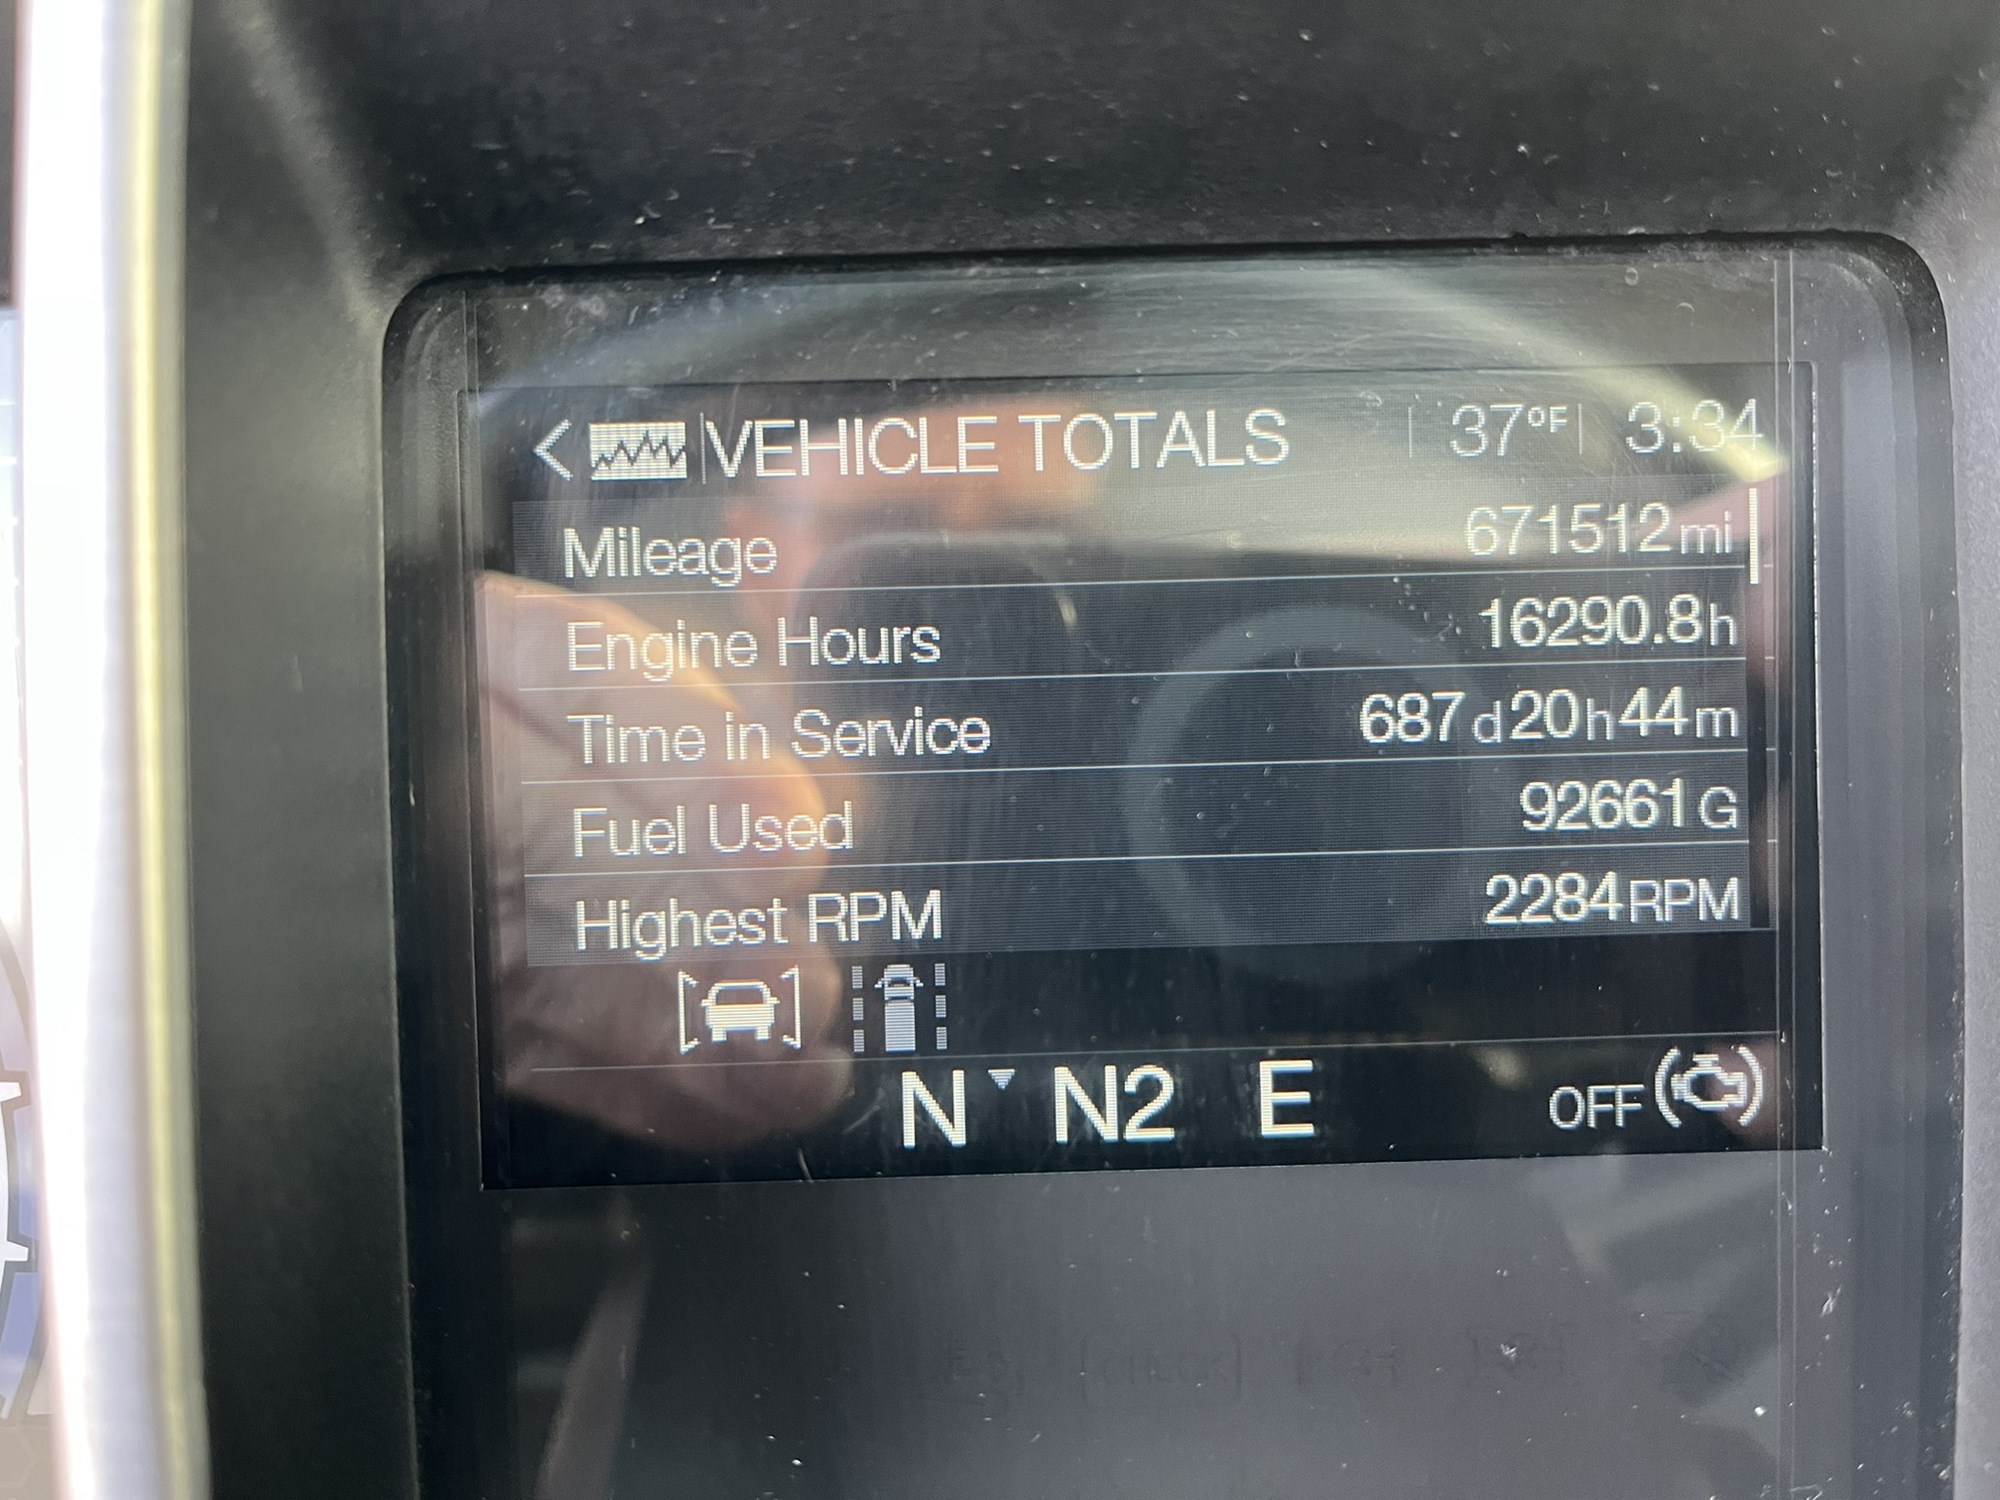 < VEHICLE TOTALS 37°F 3:34
Mileage 671512 mi
Engine Hours 16290.8 h
Time in Service 687 d 20 h 44 m
Fuel Used 92661 G
Highest RPM 2284 RPM
N N2 E OFF
CHECK